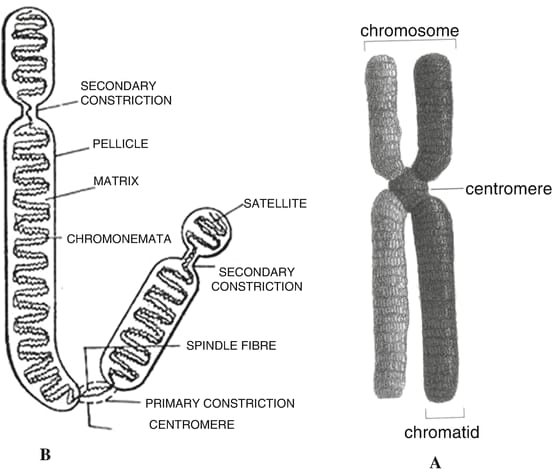 SECONDARY
CONSTRICTION
PELLICLE
MATRIX
CHROMONEMATA
SATELLITE
SECONDARY
CONSTRICTION
SPINDLE FIBRE
PRIMARY CONSTRICTION
CENTROMERE
B
chromosome
centromere
chromatid
A